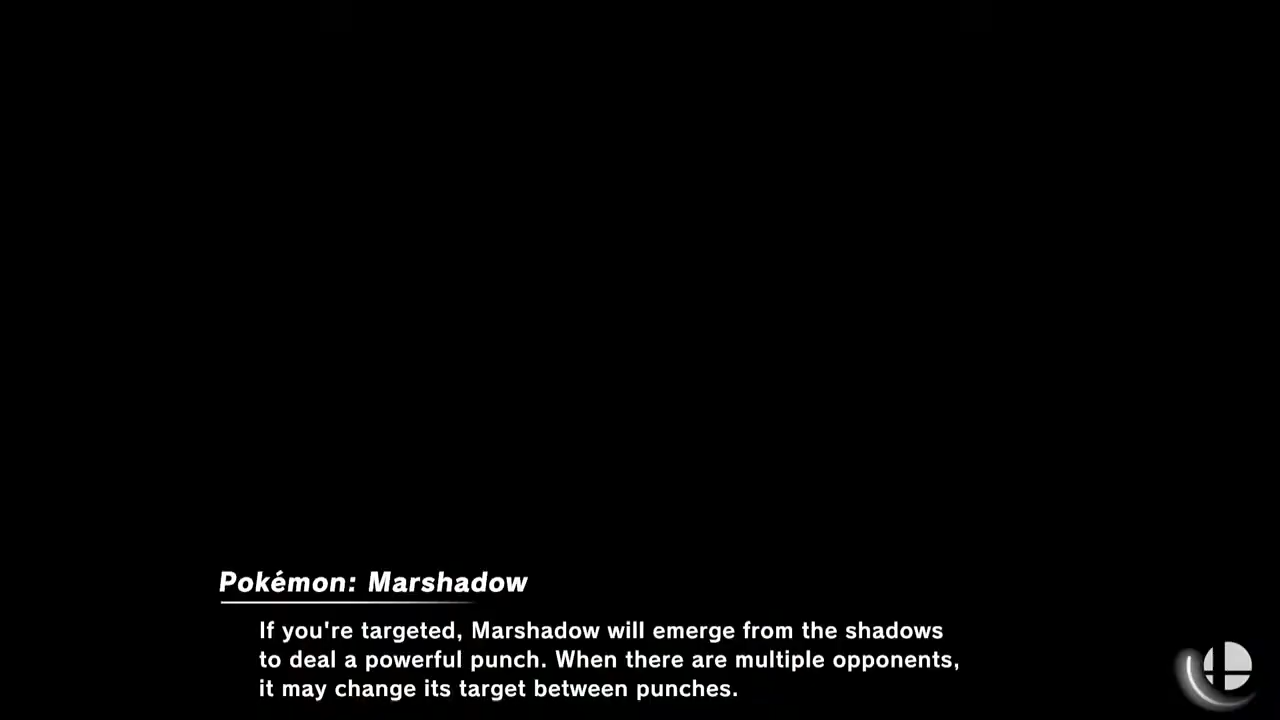 Pokémon: Marshadow
If you're targeted, Marshadow will emerge from the shadows
to deal a powerful punch. When there are multiple opponents,
it may change its target between punches.